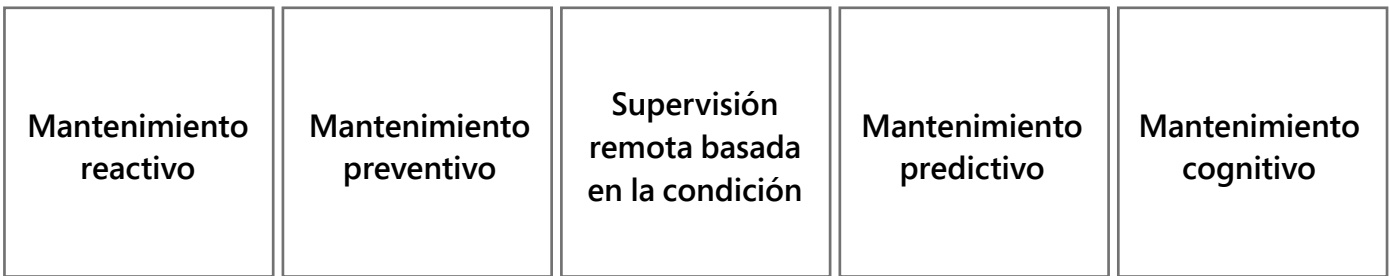 Mantenimiento
reactivo
Mantenimiento
preventivo
Supervisión
remota basada
en la condición
Mantenimiento
predictivo
Mantenimiento
cognitivo